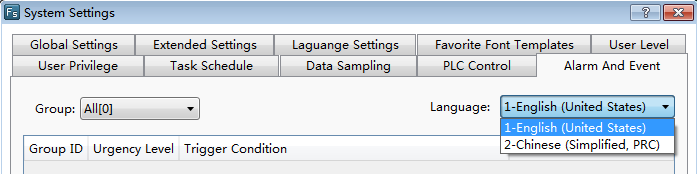 Fs System Settings
Global Settings Extended Settings Laguange Settings Favorite Font Templates User Level
User Privilege Task Schedule Data Sampling PLC Control Alarm And Event
Group: All[0] Language: 1-English (United States)
1-English (United States)
2-Chinese (Simplified, PRC)
Group ID Urgency Level Trigger Condition